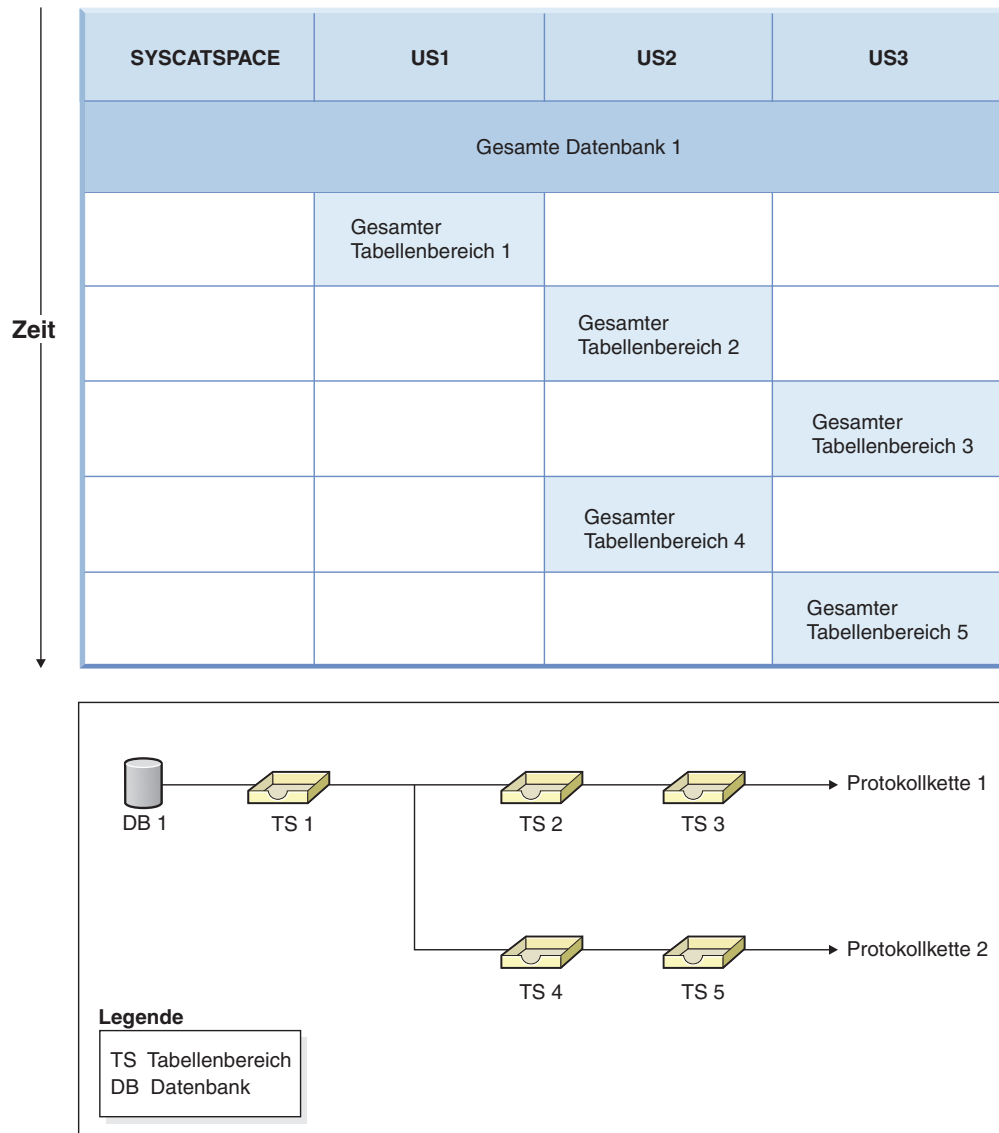 SYSCATSPACE US1 US2 US3
Gesamte Datenbank 1
Gesamter
Tabellenbereich 1
Zeit
Gesamter
Tabellenbereich 2
Gesamter
Tabellenbereich 3
Gesamter
Tabellenbereich 4
Gesamter
Tabellenbereich 5
DB 1 TS 1 TS 2 TS 3 Protokollkette 1
TS 4 TS 5 Protokollkette 2
Legende
TS Tabellenbereich
DB Datenbank